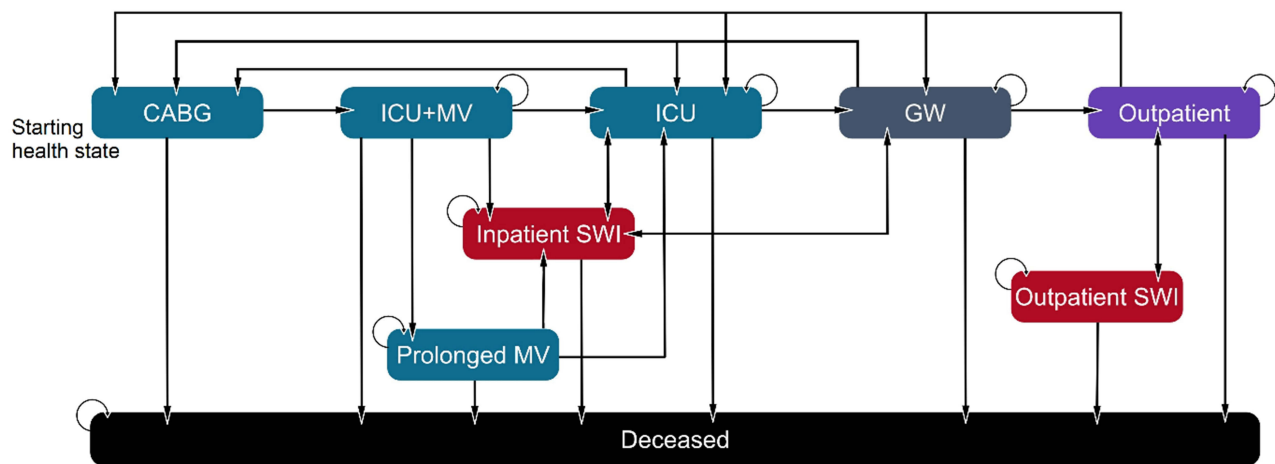 CABG
ICU+MV
ICU
GW
Outpatient
Starting
health state
Inpatient SWI
Outpatient SWI
Prolonged MV
Deceased